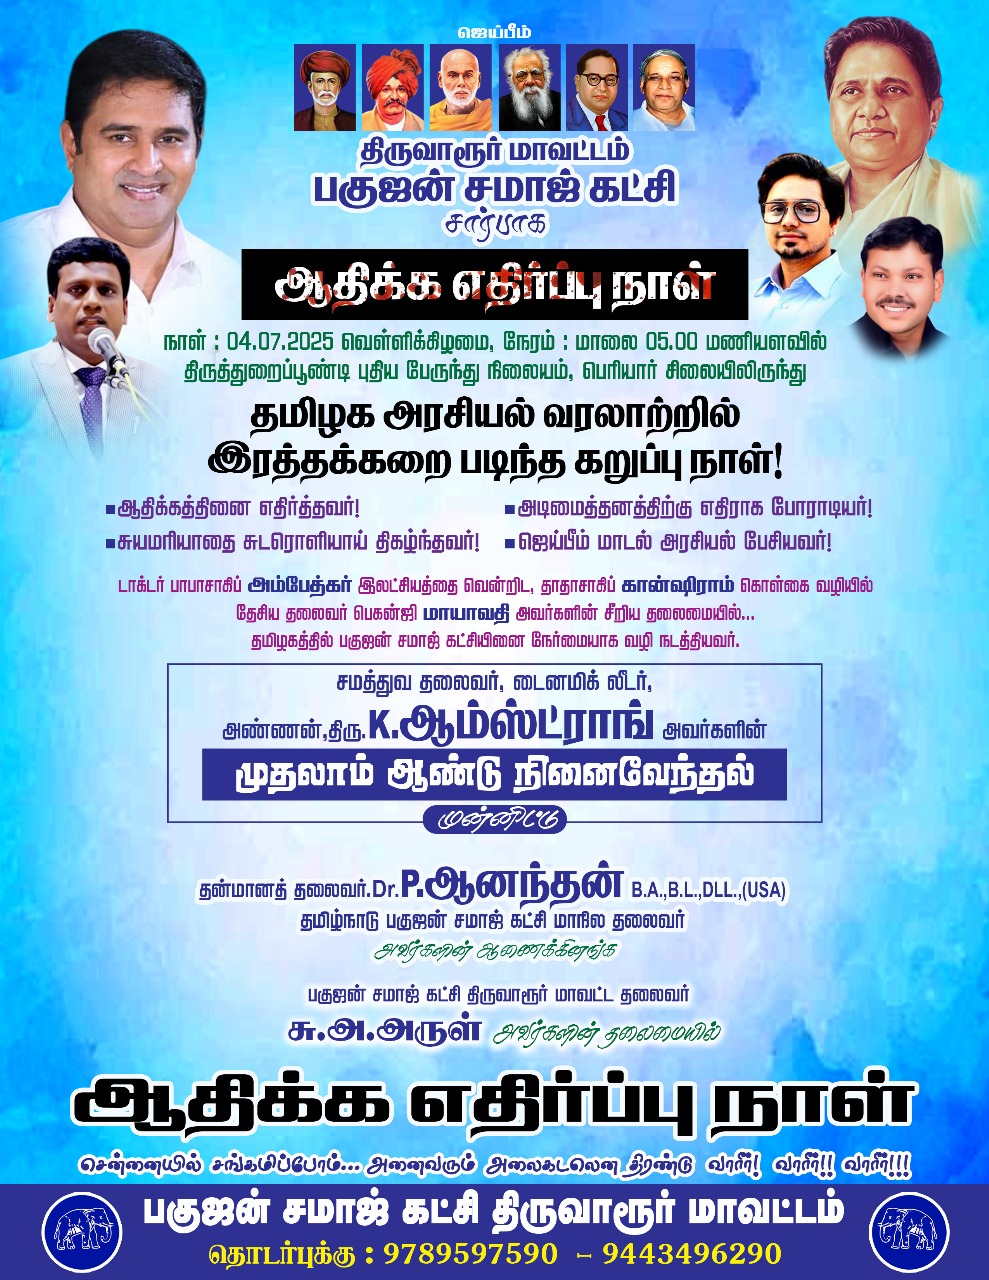 ஜெய்பீம்
திருவாரூர் மாவட்டம்
பகுஜன் சமாஜ் கட்சி
சார்பாக
ஆதிக்க எதிர்ப்பு நாள்
நாள் : 04.07.2025 வெள்ளிக்கிழமை, நேரம் : மாலை 05.00 மணியளவில்
திருத்துறைப்பூண்டி புதிய பேருந்து நிலையம், பெரியார் சிலையிலிருந்து
தமிழக அரசியல் வரலாற்றில்
இரத்தக்கறை படிந்த கறுப்பு நாள்!
▪ஆதிக்கத்தினை எதிர்த்தவர்! ▪அடிமைத்தனத்திற்கு எதிராக போராடியர்!
▪சுயமரியாதை சுடரொளியாய் திகழ்ந்தவர்! ▪ஜெய்பீம் மாடல் அரசியல் பேசியவர்!
டாக்டர் பாபாசாகிப் அம்பேத்கர் இலட்சியத்தை வென்றிட, தாதாசாகிப் கான்ஷிராம் கொள்கை வழியில்
தேசிய தலைவர் பெகன்ஜி மாயாவதி அவர்களின் சீறிய தலைமையில்...
தமிழகத்தில் பகுஜன் சமாஜ் கட்சியினை நேர்மையாக வழி நடத்தியவர்.
சமத்துவ தலைவர், டைனமிக் லீடர்,
அண்ணன்,திரு.K.ஆம்ஸ்ட்ராங் அவர்களின்
முதலாம் ஆண்டு நினைவேந்தல்
முன்னிட்டு
தன்மானத் தலைவர்.Dr.P.ஆனந்தன் B.A.,B.L.,DLL.,(USA)
தமிழ்நாடு பகுஜன் சமாஜ் கட்சி மாநில தலைவர்
அவர்களின் ஆணைக்கினங்க
பகுஜன் சமாஜ் கட்சி திருவாரூர் மாவட்ட தலைவர்
சு.அ.அருள் அவர்களின் தலைமையில்
ஆதிக்க எதிர்ப்பு நாள்
சென்னையில் சங்கமிப்போம்... அனைவரும் அலைகடலென திரண்டு வாரீர்! வாரீர்!! வாரீர்!!!
பகுஜன் சமாஜ் கட்சி திருவாரூர் மாவட்டம்
தொடர்புக்கு : 9789597590 – 9443496290